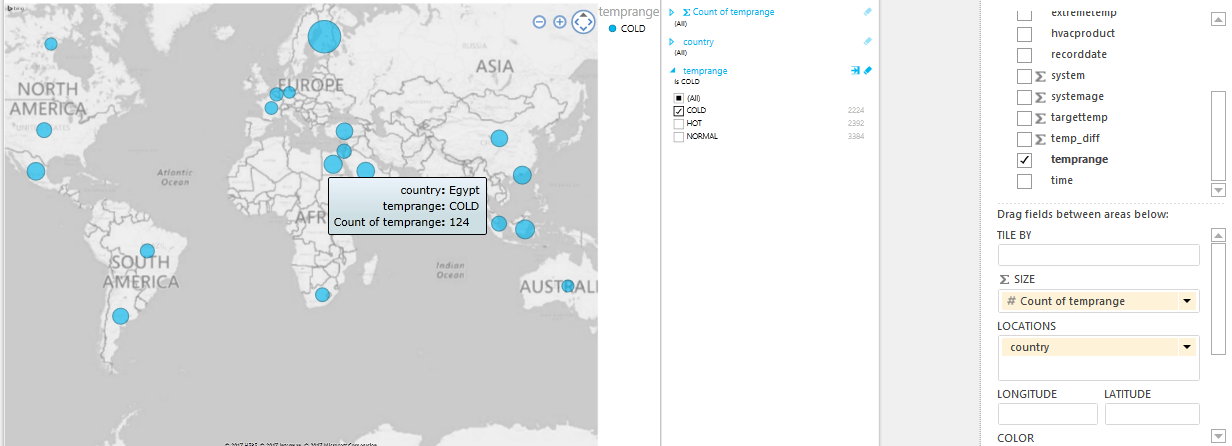 bing
NORTH
AMERICA
UNITED STATES
EUROPE
ASIA
Atlantic
Ocean
AFR
SOUTH
AMERICA
Indian
Ocean
AUSTRALI
country: Egypt
temprange: COLD
Count of temprange: 124
temprange
COLD
Σ Count of temprange
(All)
country
(All)
temprange
is COLD
(All)
COLD 2224
HOT 2392
NORMAL 3384
extremetemp
hvacproduct
recorddate
Σ system
Σ systemage
Σ targettemp
Σ temp_diff
temprange
time
Drag fields between areas below:
TILE BY
Σ SIZE
# Count of temprange
LOCATIONS
country
LONGITUDE LATITUDE
COLOR